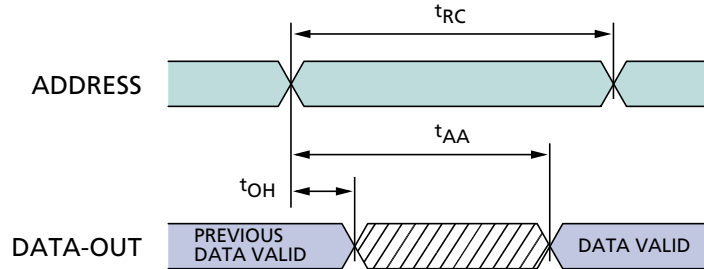 tRC
ADDRESS
tAA
tOH
DATA-OUT
PREVIOUS
DATA VALID
DATA VALID